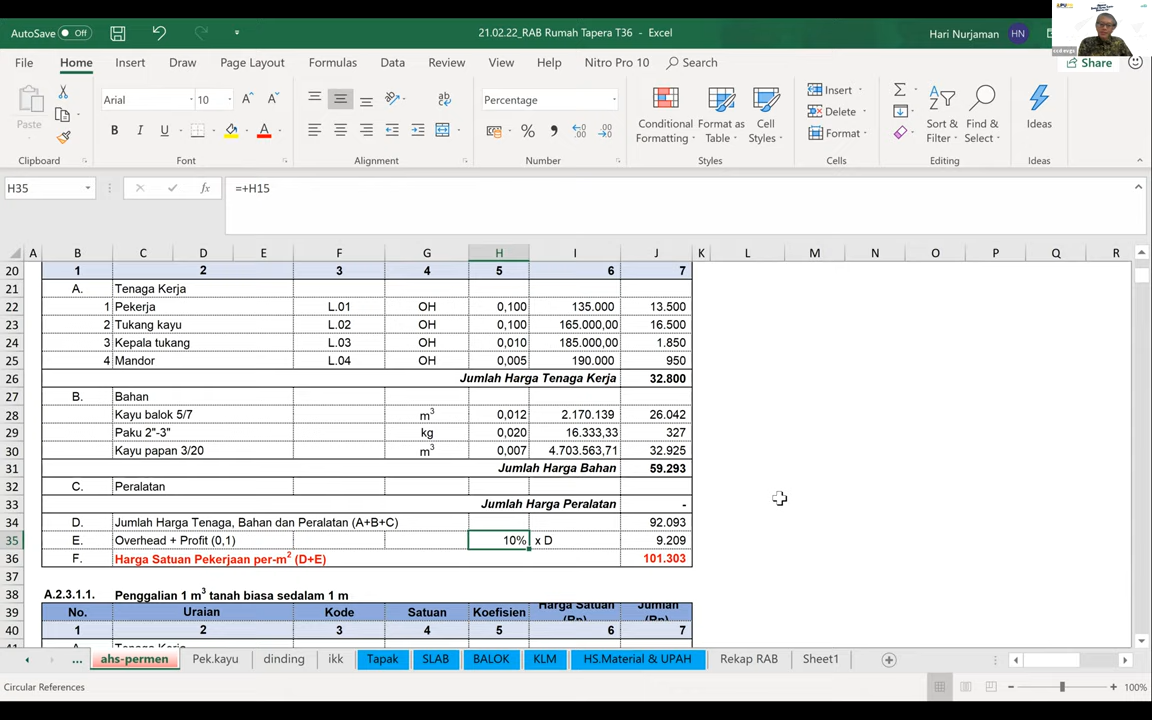 AutoSave Off 21.02.22_RAB Rumah Tapera T36 - Excel Hari Nurjaman HN
File Home Insert Draw Page Layout Formulas Data Review View Help Nitro Pro 10 Search Share
Paste Arial 10 Percentage Conditional Formatting Format as Table Cell Styles Insert Delete Format Sort & Filter Find & Select Ideas
Clipboard Font Alignment Number Styles Cells Editing Ideas
H35 fx =+H15
A B C D E F G H I J K L M N O P Q R
20 1 2 3 4 5 6 7
21 A. Tenaga Kerja
22 1 Pekerja L.01 OH 0,100 135.000 13.500
23 2 Tukang kayu L.02 OH 0,100 165.000,00 16.500
24 3 Kepala tukang L.03 OH 0,010 185.000,00 1.850
25 4 Mandor L.04 OH 0,005 190.000 950
26 Jumlah Harga Tenaga Kerja 32.800
27 B. Bahan
28 Kayu balok 5/7 m³ 0,012 2.170.139 26.042
29 Paku 2"-3" kg 0,020 16.333,33 327
30 Kayu papan 3/20 m³ 0,007 4.703.563,71 32.925
31 Jumlah Harga Bahan 59.293
32 C. Peralatan
33 Jumlah Harga Peralatan -
34 D. Jumlah Harga Tenaga, Bahan dan Peralatan (A+B+C) 92.093
35 E. Overhead + Profit (0,1) 10% x D 9.209
36 F. Harga Satuan Pekerjaan per-m² (D+E) 101.303
37
38 A.2.3.1.1. Penggalian 1 m³ tanah biasa sedalam 1 m
39 No. Uraian Kode Satuan Koefisien Harga Satuan (Rp) Jumlah (Rp)
40 1 2 3 4 5 6 7
A. Tenaga Kerja
... ahs-permen Pek.kayu dinding ikk Tapak SLAB BALOK KLM HS.Material & UPAH Rekap RAB Sheet1
Circular References 100%